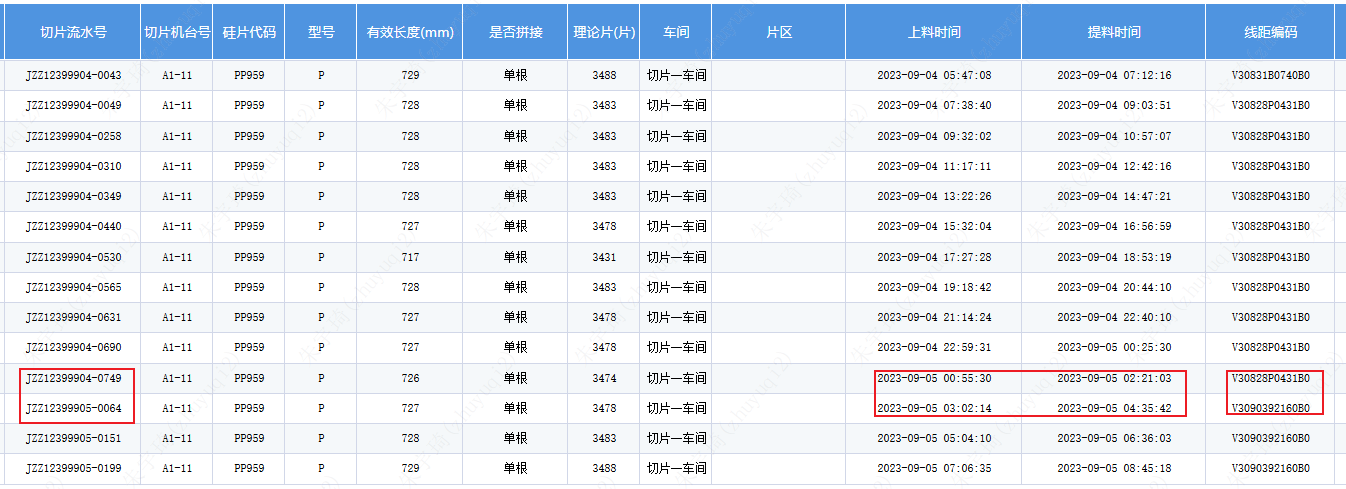 切片流水号 切片机台号 硅片代码 型号 有效长度(mm) 是否拼接 理论片(片) 车间 片区 上料时间 提料时间 线距编码
JZZ12399904-0043 A1-11 PP959 P 729 单根 3488 切片一车间 2023-09-04 05:47:08 2023-09-04 07:12:16 V30831B0740B0
JZZ12399904-0049 A1-11 PP959 P 728 单根 3483 切片一车间 2023-09-04 07:38:40 2023-09-04 09:03:51 V30828P0431B0
JZZ12399904-0258 A1-11 PP959 P 728 单根 3483 切片一车间 2023-09-04 09:32:02 2023-09-04 10:57:07 V30828P0431B0
JZZ12399904-0310 A1-11 PP959 P 728 单根 3483 切片一车间 2023-09-04 11:17:11 2023-09-04 12:42:16 V30828P0431B0
JZZ12399904-0349 A1-11 PP959 P 728 单根 3483 切片一车间 2023-09-04 13:22:26 2023-09-04 14:47:21 V30828P0431B0
JZZ12399904-0440 A1-11 PP959 P 727 单根 3478 切片一车间 2023-09-04 15:32:04 2023-09-04 16:56:59 V30828P0431B0
JZZ12399904-0530 A1-11 PP959 P 717 单根 3431 切片一车间 2023-09-04 17:27:28 2023-09-04 18:53:19 V30828P0431B0
JZZ12399904-0565 A1-11 PP959 P 728 单根 3483 切片一车间 2023-09-04 19:18:42 2023-09-04 20:44:10 V30828P0431B0
JZZ12399904-0631 A1-11 PP959 P 727 单根 3478 切片一车间 2023-09-04 21:14:24 2023-09-04 22:40:10 V30828P0431B0
JZZ12399904-0690 A1-11 PP959 P 727 单根 3478 切片一车间 2023-09-04 22:59:31 2023-09-05 00:25:30 V30828P0431B0
JZZ12399904-0749 A1-11 PP959 P 726 单根 3474 切片一车间 2023-09-05 00:55:30 2023-09-05 02:21:03 V30828P0431B0
JZZ12399905-0064 A1-11 PP959 P 727 单根 3478 切片一车间 2023-09-05 03:02:14 2023-09-05 04:35:42 V3090392160B0
JZZ12399905-0151 A1-11 PP959 P 728 单根 3483 切片一车间 2023-09-05 05:04:10 2023-09-05 06:36:03 V3090392160B0
JZZ12399905-0199 A1-11 PP959 P 729 单根 3488 切片一车间 2023-09-05 07:06:35 2023-09-05 08:45:18 V3090392160B0